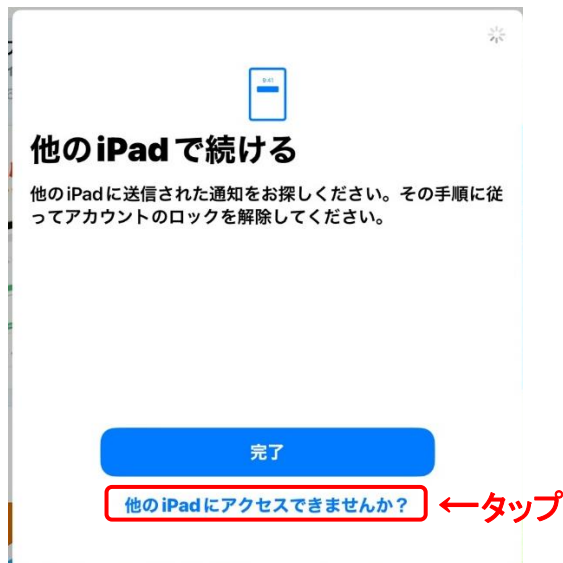 他のiPadで続ける
他のiPadに送信された通知をお探しください。その手順に従
ってアカウントのロックを解除してください。
完了
他のiPadにアクセスできませんか？ ←タップ